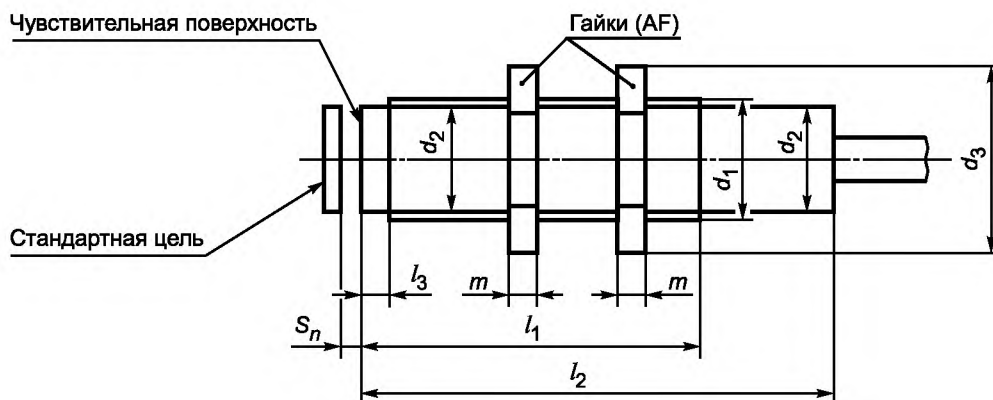 Чувствительная поверхность
Гайки (AF)
d2
d1
d2
d3
Стандартная цель
l3
m
m
Sn
l1
l2